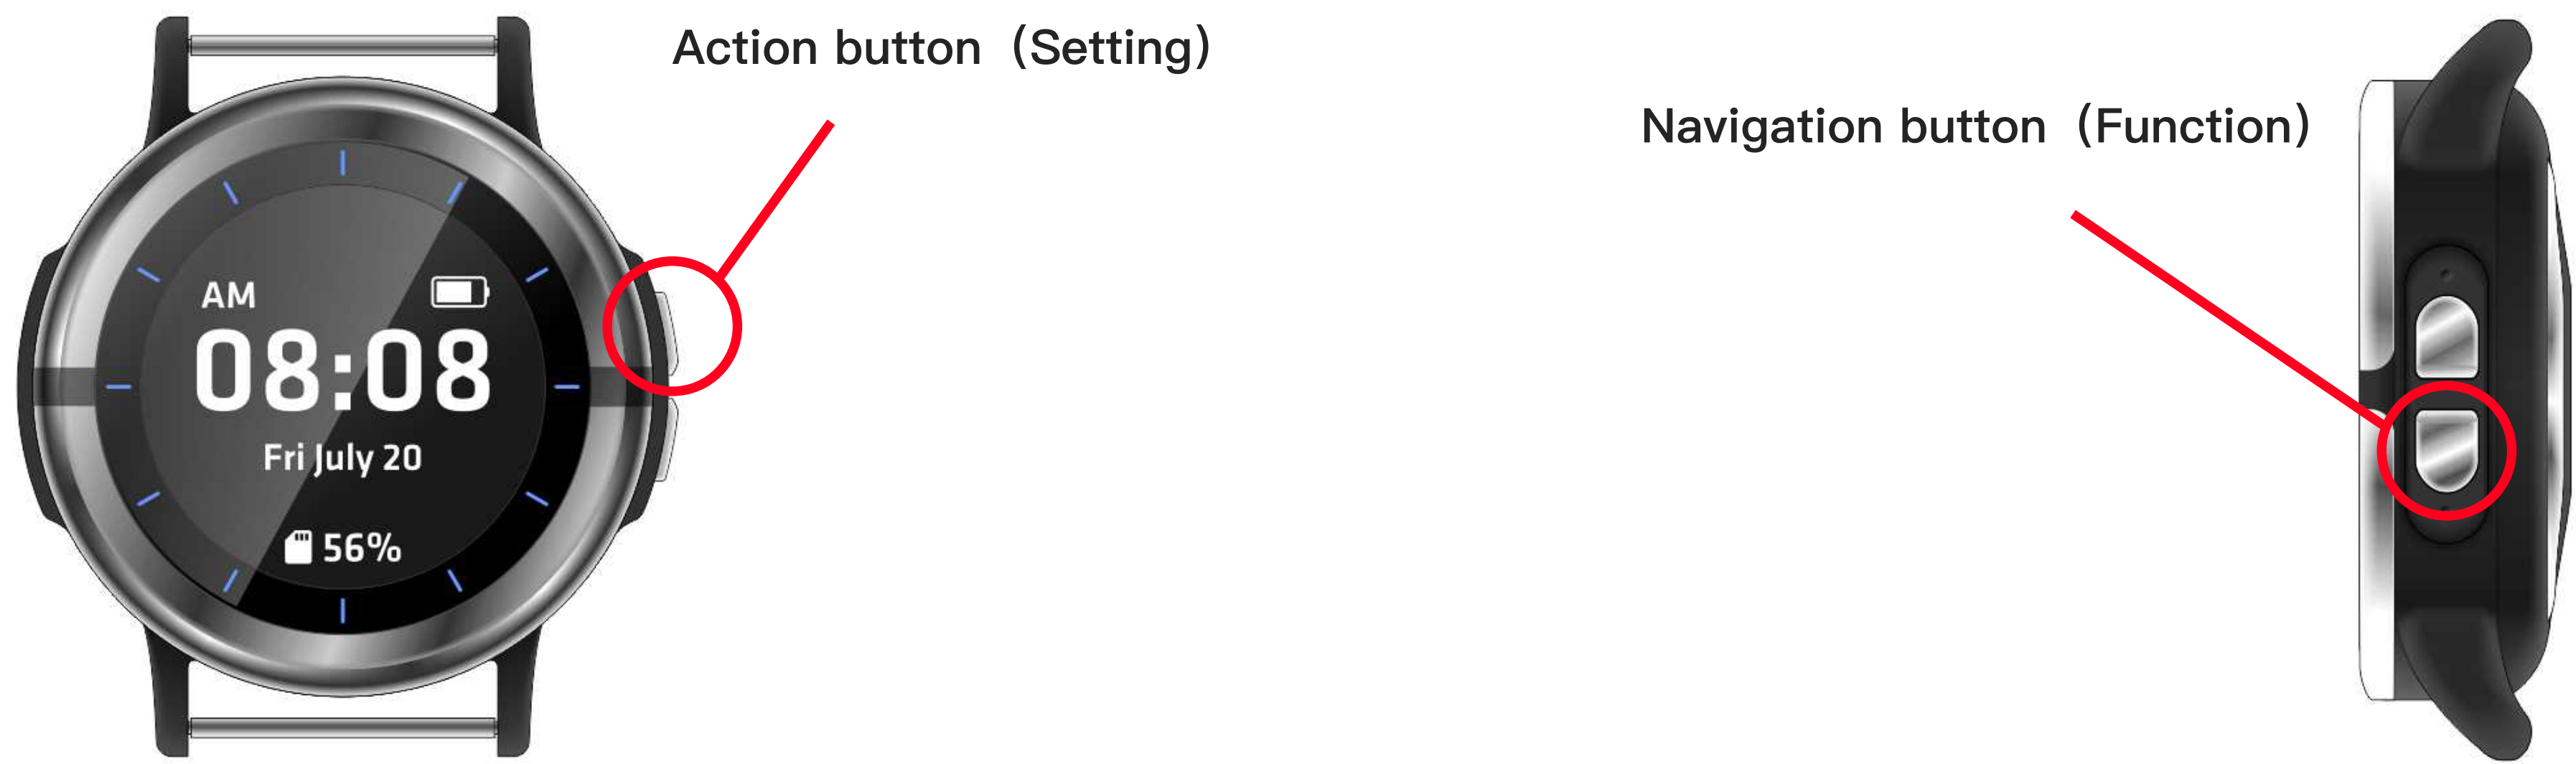 Action button（Setting）
Navigation button（Function）
AM
08:08
Fri July 20
56%